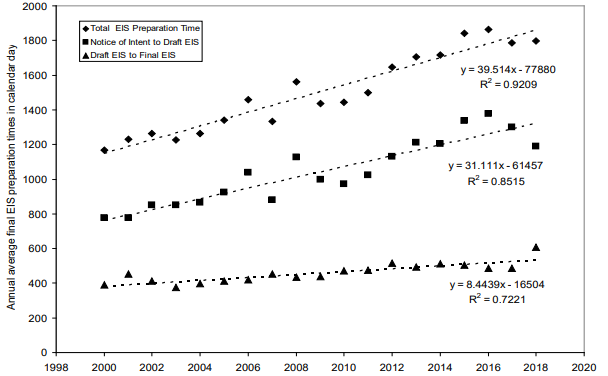 2000
1800
1600
1400
1200
1000
800
600
400
200
0
Annual average final EIS preparation times in calendar day
Total EIS Preparation Time
Notice of Intent to Draft EIS
Draft EIS to Final EIS
y = 39.514x - 77880
R² = 0.9209
y = 31.111x - 61457
R² = 0.8515
y = 8.4439x - 16504
R² = 0.7221
1998 2000 2002 2004 2006 2008 2010 2012 2014 2016 2018 2020